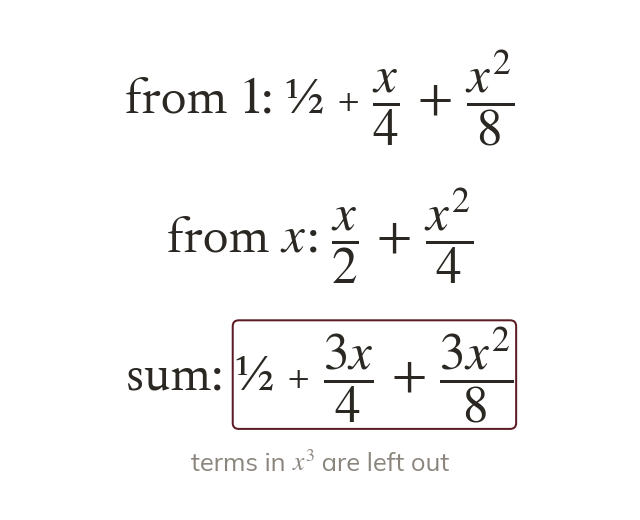 from 1: ½ + x/4 + x²/8
from x: x/2 + x²/4
sum: ½ + 3x/4 + 3x²/8
terms in x³ are left out